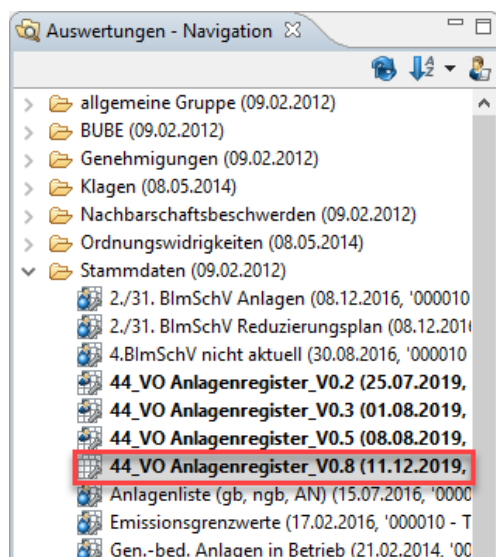 Auswertungen - Navigation
allgemeine Gruppe (09.02.2012)
BUBE (09.02.2012)
Genehmigungen (09.02.2012)
Klagen (08.05.2014)
Nachbarschaftsbeschwerden (09.02.2012)
Ordnungswidrigkeiten (08.05.2014)
Stammdaten (09.02.2012)
2./31. BImSchV Anlagen (08.12.2016, '000010
2./31. BImSchV Reduzierungsplan (08.12.201
4.BImSchV nicht aktuell (30.08.2016, '000010
44_VO Anlagenregister_V0.2 (25.07.2019,
44_VO Anlagenregister_V0.3 (01.08.2019,
44_VO Anlagenregister_V0.5 (08.08.2019,
44_VO Anlagenregister_V0.8 (11.12.2019,
Anlagenliste (gb, ngb, AN) (15.07.2016, '0000
Emissionsgrenzwerte (17.02.2016, '000010 - T
Gen.-bed. Anlagen in Betrieb (21.02.2014, '00